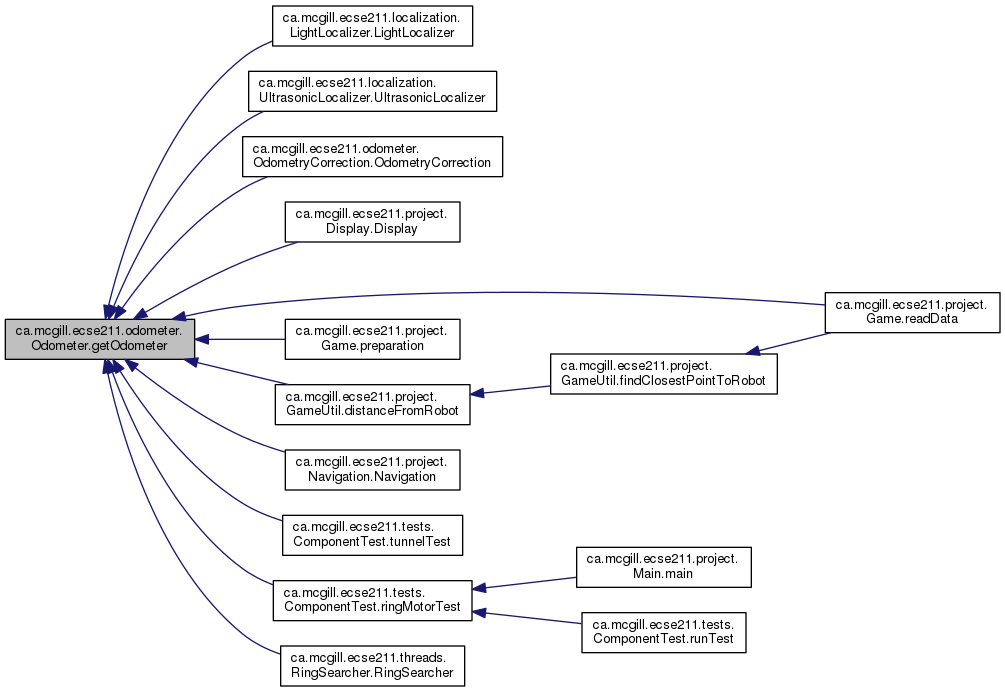 ca.mcgill.ecse211.localization.
LightLocalizer.LightLocalizer
ca.mcgill.ecse211.localization.
UltrasonicLocalizer.UltrasonicLocalizer
ca.mcgill.ecse211.odometer.
OdometryCorrection.OdometryCorrection
ca.mcgill.ecse211.project.
Display.Display
ca.mcgill.ecse211.project.
Game.readData
ca.mcgill.ecse211.odometer.
Odometer.getOdometer
ca.mcgill.ecse211.project.
Game.preparation
ca.mcgill.ecse211.project.
GameUtil.findClosestPointToRobot
ca.mcgill.ecse211.project.
GameUtil.distanceFromRobot
ca.mcgill.ecse211.project.
Navigation.Navigation
ca.mcgill.ecse211.tests.
ComponentTest.tunnelTest
ca.mcgill.ecse211.project.
Main.main
ca.mcgill.ecse211.tests.
ComponentTest.ringMotorTest
ca.mcgill.ecse211.tests.
ComponentTest.runTest
ca.mcgill.ecse211.threads.
RingSearcher.RingSearcher